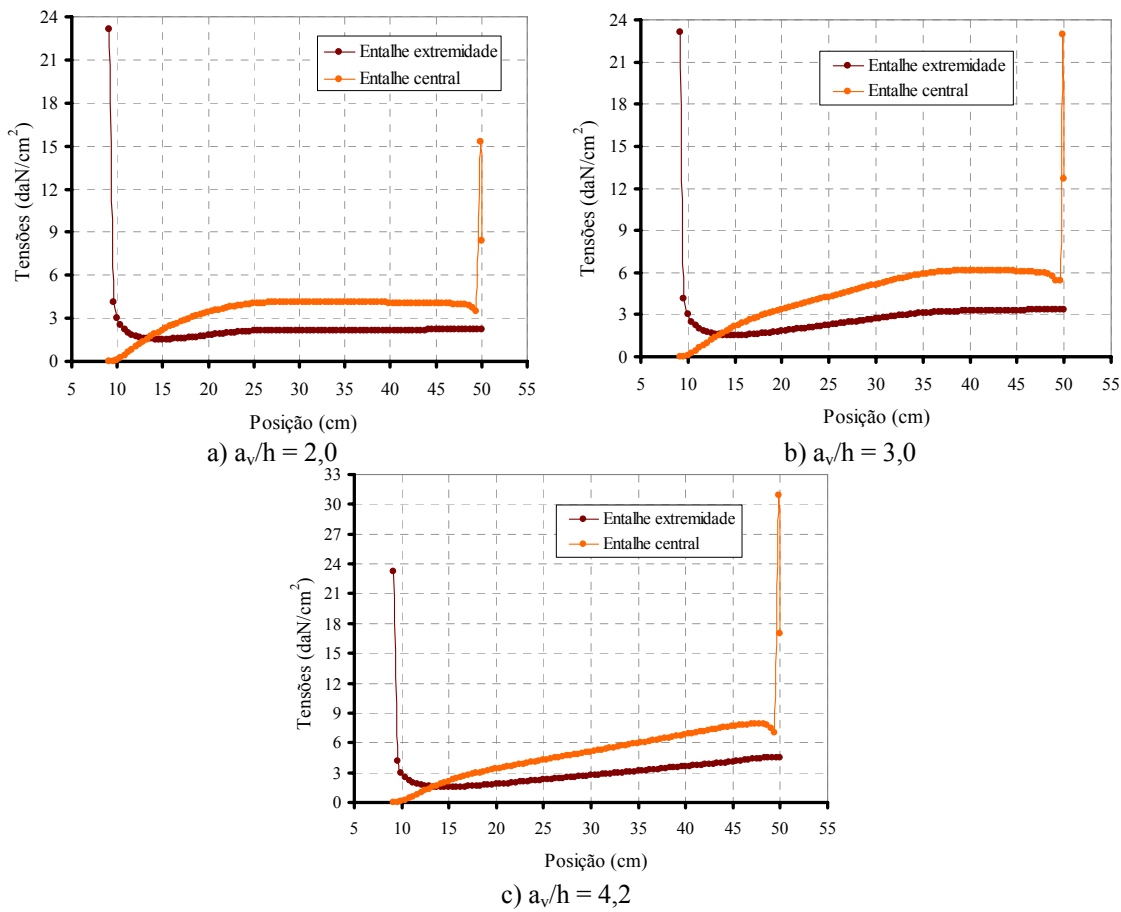 24
21
18
15
12
9
6
3
0
Tensões (daN/cm²)
5 10 15 20 25 30 35 40 45 50 55
Posição (cm)
Entalhe extremidade
Entalhe central
a) aᵥ/h = 2,0
24
21
18
15
12
9
6
3
0
Tensões (daN/cm²)
5 10 15 20 25 30 35 40 45 50 55
Posição (cm)
Entalhe extremidade
Entalhe central
b) aᵥ/h = 3,0
33
30
27
24
21
18
15
12
9
6
3
0
Tensões (daN/cm²)
5 10 15 20 25 30 35 40 45 50 55
Posição (cm)
Entalhe extremidade
Entalhe central
c) aᵥ/h = 4,2